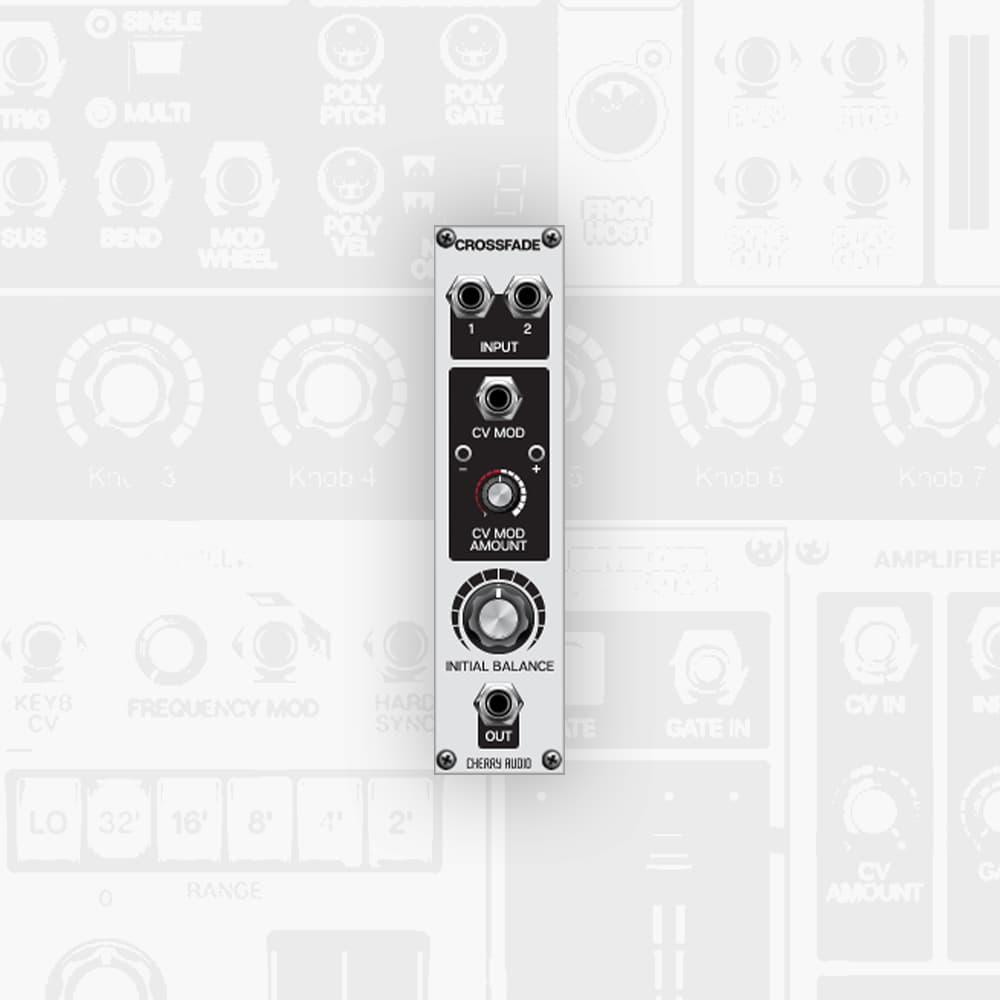 SINGLE
TRIG
MULTI
POLY
PITCH
POLY
GATE
SUS
BEND
MOD
WHEEL
POLY
VEL
FROM
HOST
CROSSFADE
1
2
INPUT
CV MOD
−
+
CV MOD
AMOUNT
INITIAL BALANCE
OUT
CHERRY AUDIO
Knob 4
Knob 6
Knob 7
AMPLIFIER
KEYB
CV
FREQUENCY MOD
HARD
SYNC
GATE IN
CV IN
LO
32'
16'
8'
4'
2'
0
RANGE
CV
AMOUNT